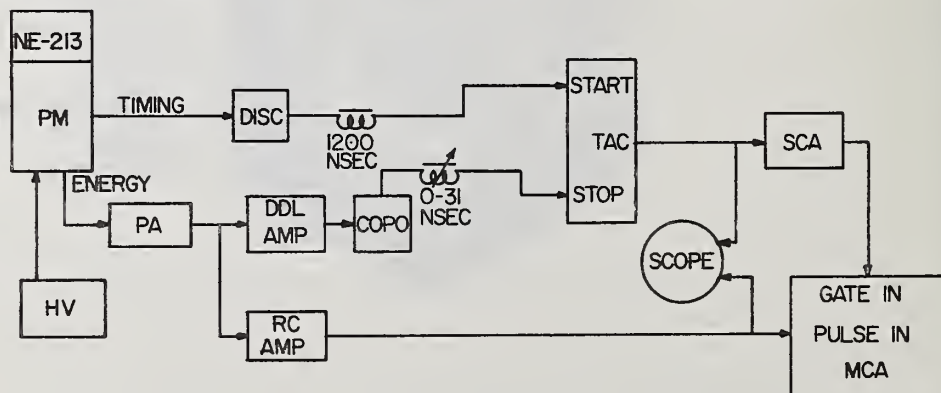 NE-213
PM
TIMING
DISC
1200
NSEC
START
TAC
STOP
SCA
ENERGY
PA
DDL
AMP
COPO
0-31
NSEC
SCOPE
HV
RC
AMP
GATE IN
PULSE IN
MCA